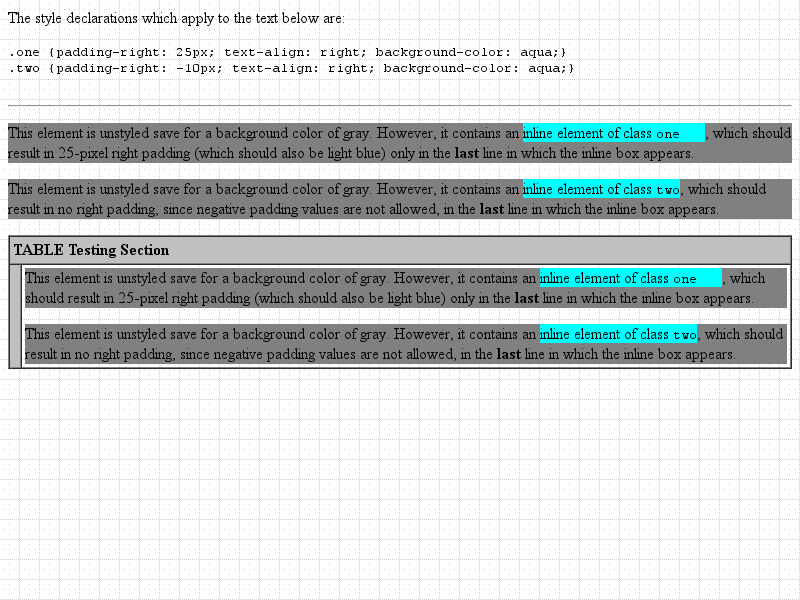 The style declarations which apply to the text below are:
.one {padding-right: 25px; text-align: right; background-color: aqua;}
.two {padding-right: -10px; text-align: right; background-color: aqua;}
This element is unstyled save for a background color of gray. However, it contains an inline element of class one, which should
result in 25-pixel right padding (which should also be light blue) only in the last line in which the inline box appears.
This element is unstyled save for a background color of gray. However, it contains an inline element of class two, which should
result in no right padding, since negative padding values are not allowed, in the last line in which the inline box appears.
TABLE Testing Section
This element is unstyled save for a background color of gray. However, it contains an inline element of class one, which
should result in 25-pixel right padding (which should also be light blue) only in the last line in which the inline box appears.
This element is unstyled save for a background color of gray. However, it contains an inline element of class two, which should
result in no right padding, since negative padding values are not allowed, in the last line in which the inline box appears.